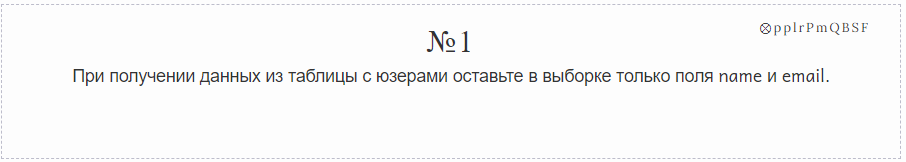 №1
⊗pplrPmQBSF
При получении данных из таблицы с юзерами оставьте в выборке только поля name и email.